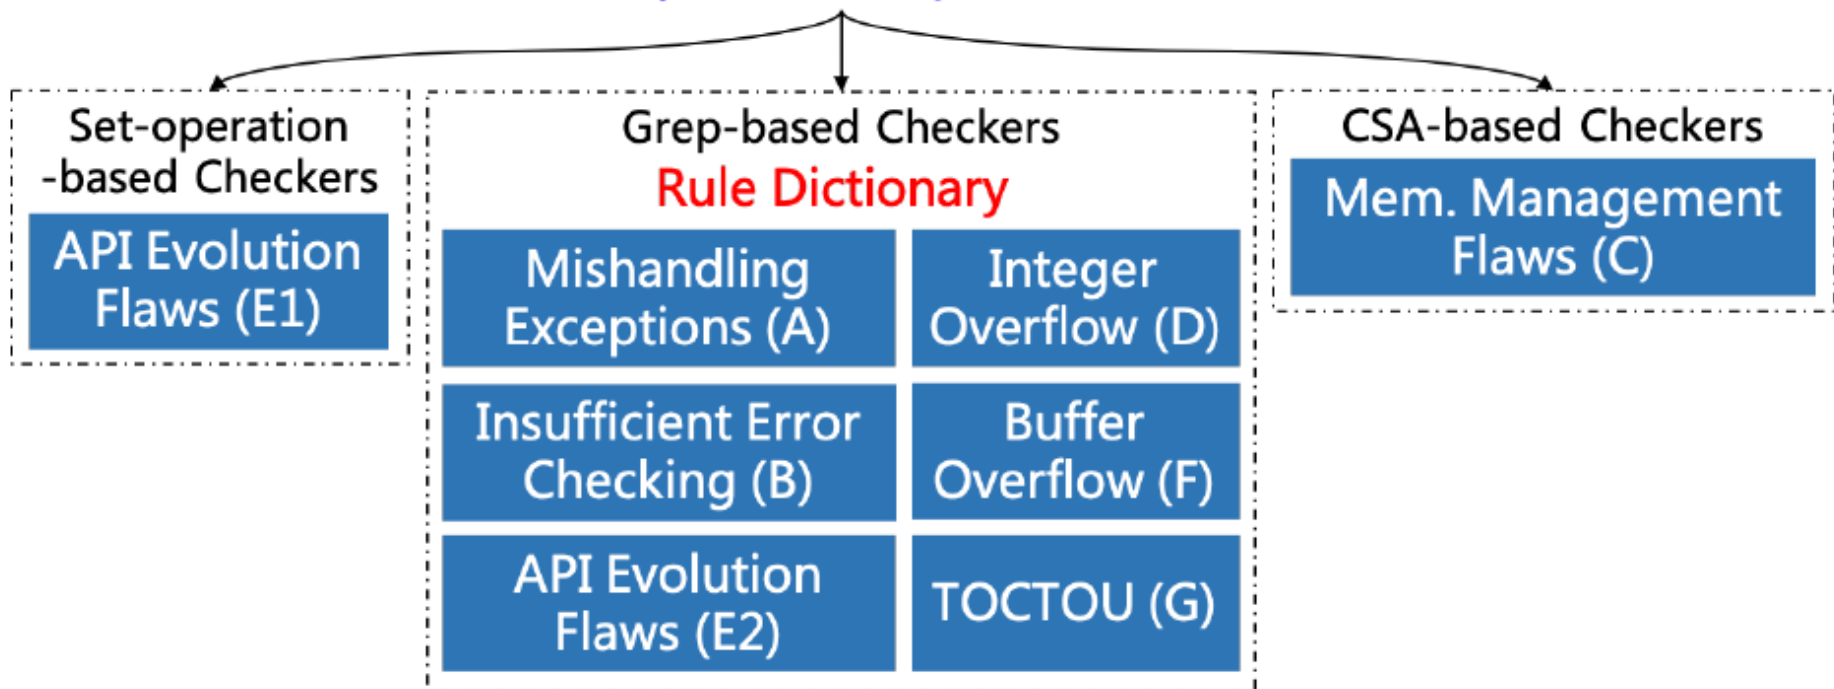 Set-operation
-based Checkers
API Evolution
Flaws (E1)
Grep-based Checkers
Rule Dictionary
Mishandling
Exceptions (A)
Integer
Overflow (D)
Insufficient Error
Checking (B)
Buffer
Overflow (F)
API Evolution
Flaws (E2)
TOCTOU (G)
CSA-based Checkers
Mem. Management
Flaws (C)